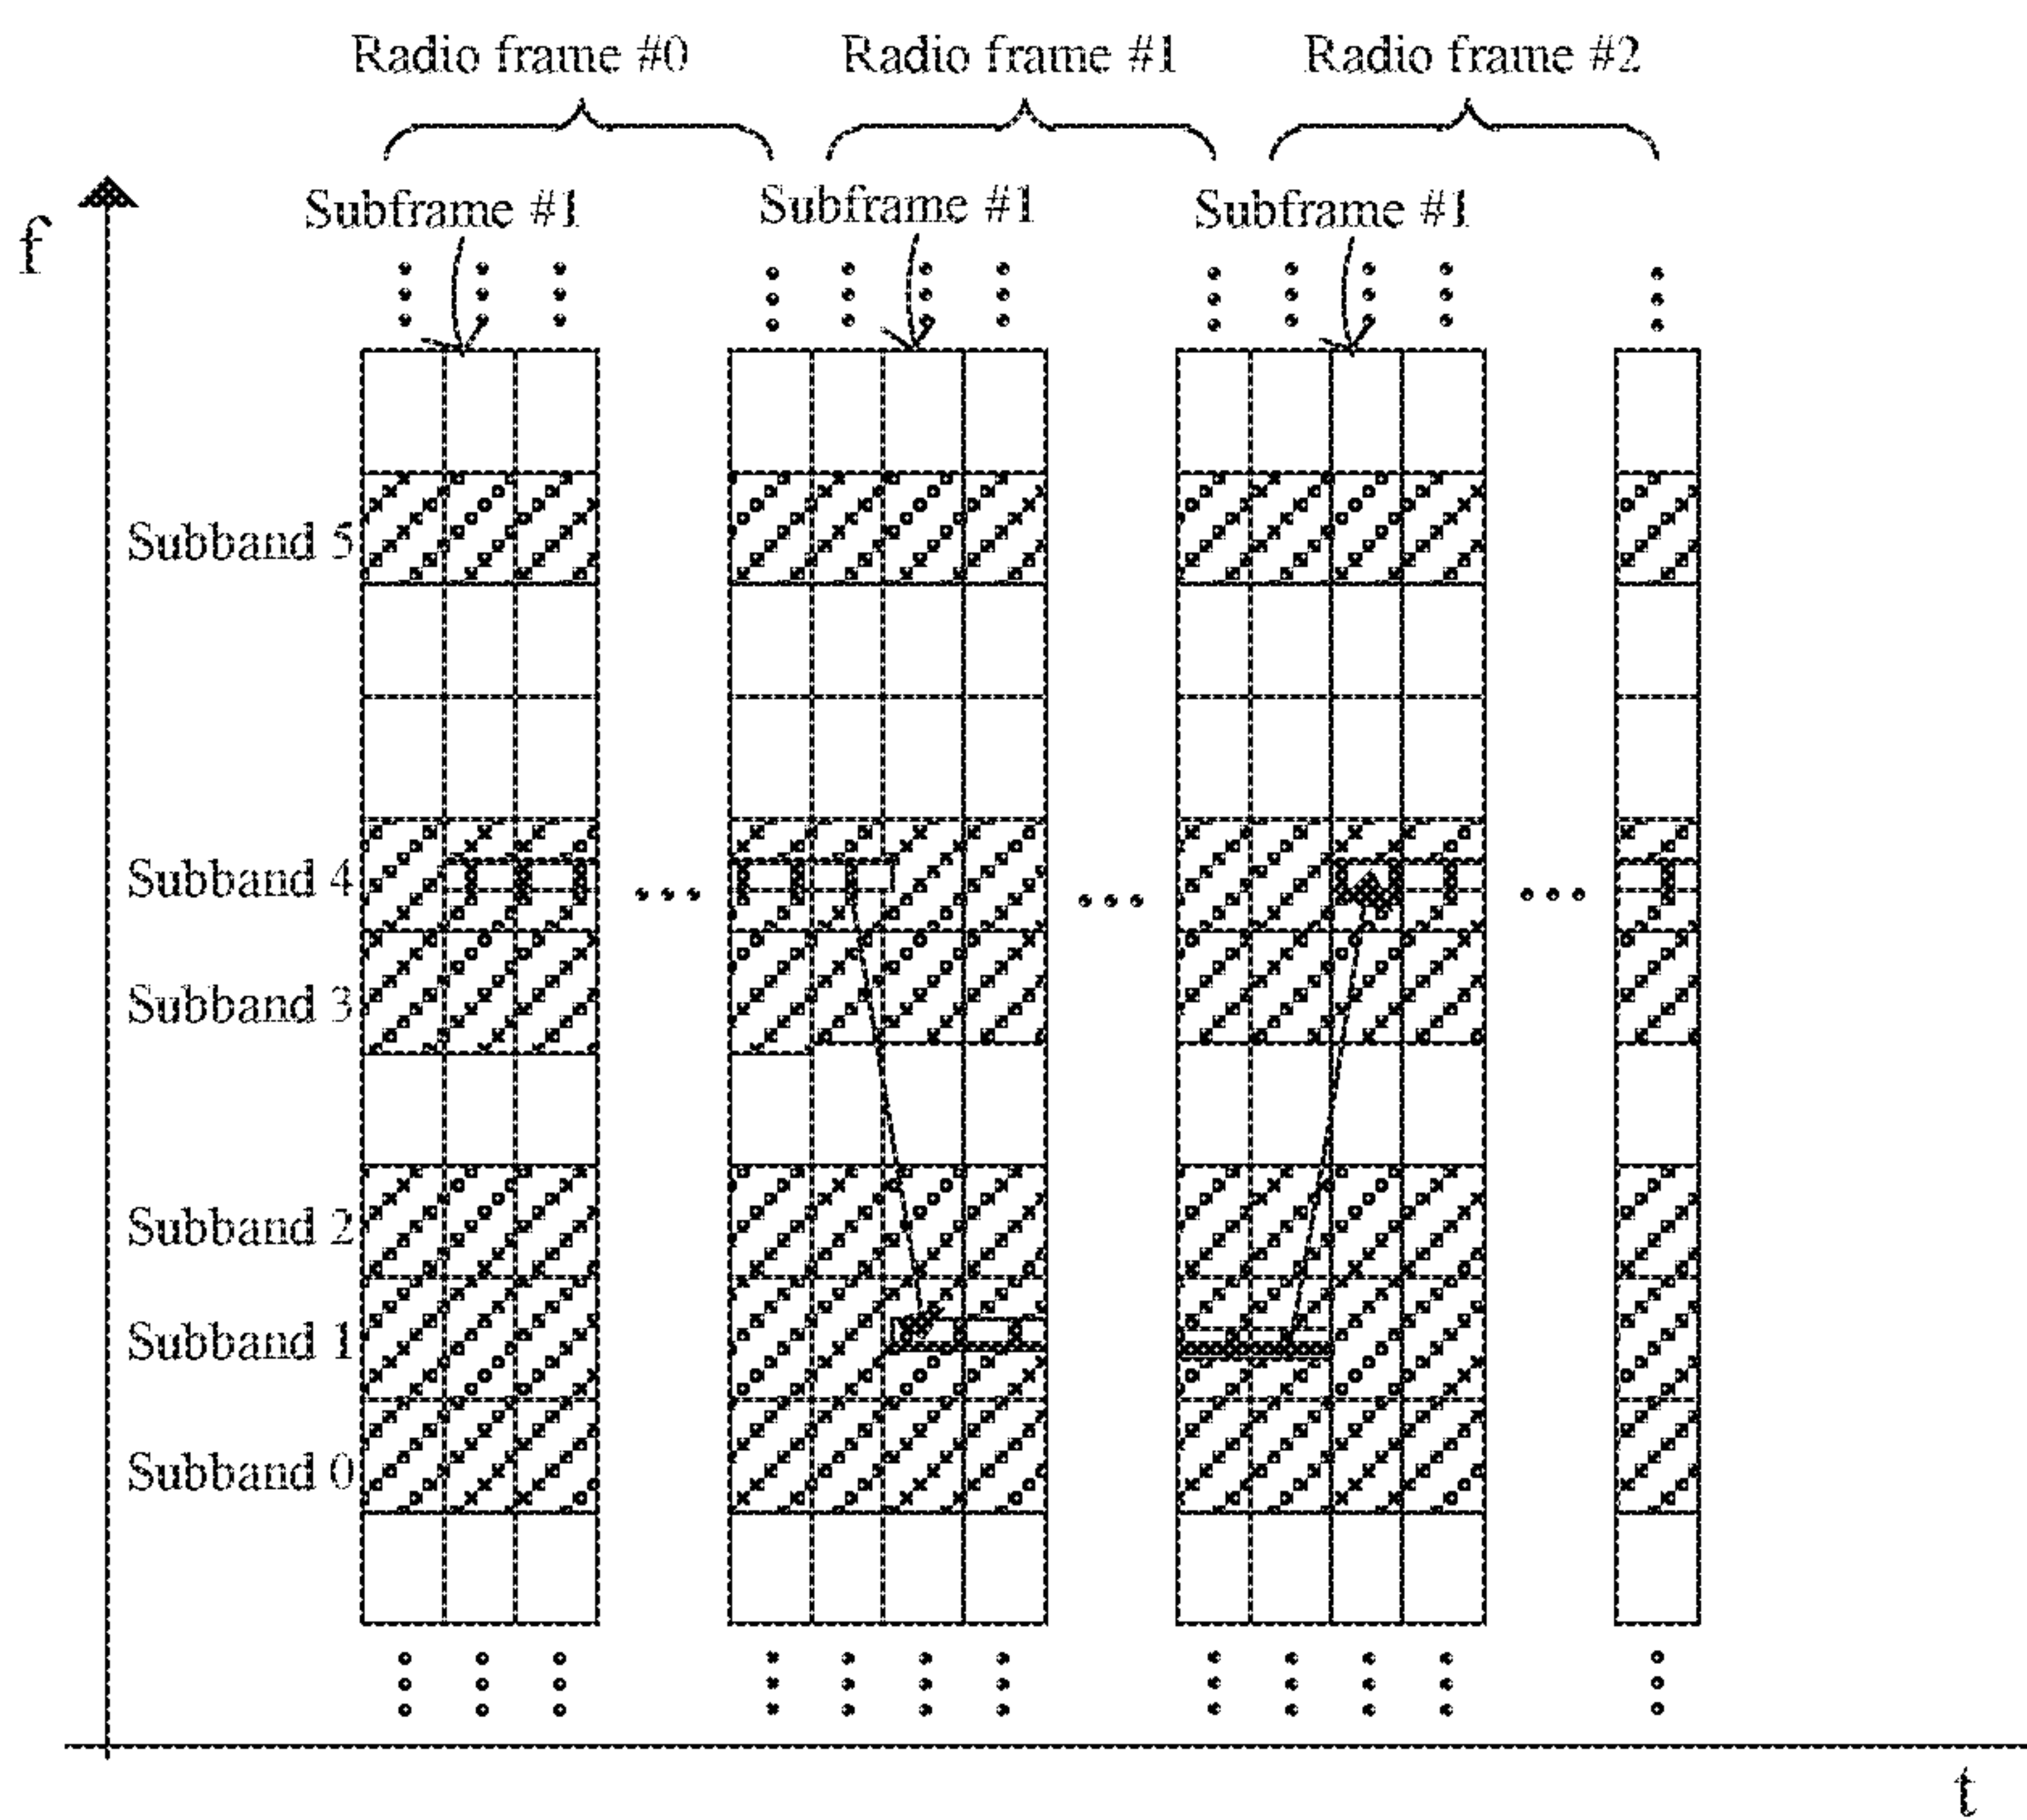 Radio frame #0 Radio frame #1 Radio frame #2
Subframe #1 Subframe #1 Subframe #1
f
Subband 5
Subband 4
Subband 3
Subband 2
Subband 1
Subband 0
t